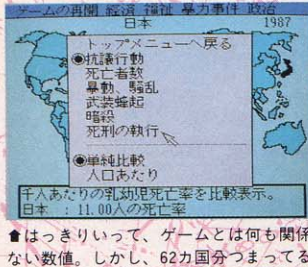 ゲームの再開 経済 福祉 暴力事件 政治
日本 1987
トップメニューへ戻る
◉抗議行動
死亡者数
暴動、騒乱
武装蜂起
暗殺
死刑の執行
◉単純比較
人口あたり
千人あたりの乳幼児死亡率を比較表示。
日本 : 11.00人の死亡率
⬆はっきりいって、ゲームとは何も関係
ない数値。しかし、62カ国分つまってる